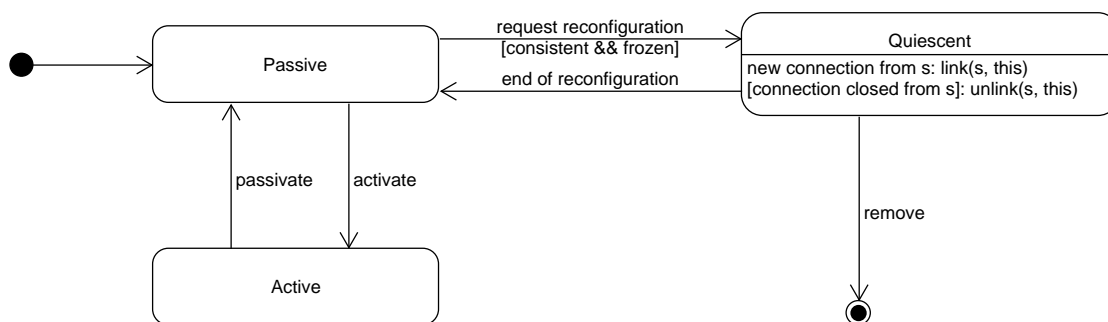 request reconfiguration
[consistent && frozen]
end of reconfiguration
Passive
Quiescent
new connection from s: link(s, this)
[connection closed from s]: unlink(s, this)
passivate
activate
remove
Active